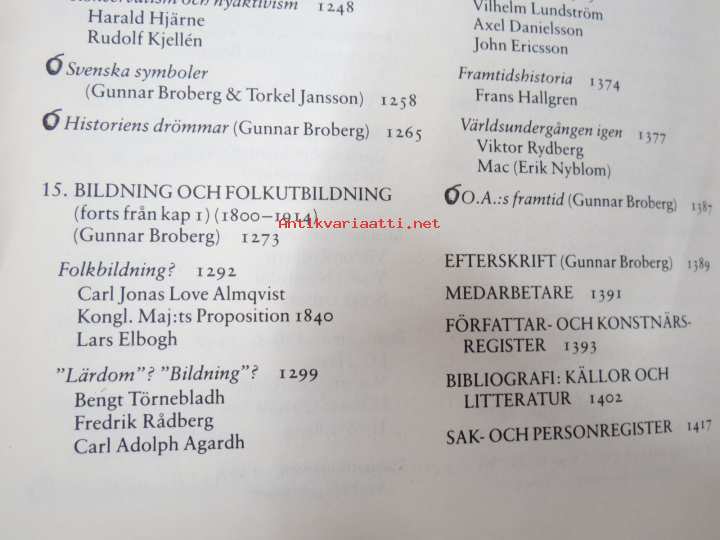 Konservatism och nyaktivism 1248
Harald Hjärne
Rudolf Kjellén
Svenska symboler
(Gunnar Broberg & Torkel Jansson) 1258
Historiens drömmar (Gunnar Broberg) 1265
15. BILDNING OCH FOLKUTBILDNING
(forts från kap 1) (1800–1914)
(Gunnar Broberg) 1273
Folkbildning? 1292
Carl Jonas Love Almqvist
Kongl. Maj:ts Proposition 1840
Lars Elbogh
”Lärdom”? ”Bildning”? 1299
Bengt Törnebladh
Fredrik Rådberg
Carl Adolph Agardh
Vilhelm Lundström
Axel Danielsson
John Ericsson
Framtidshistoria 1374
Frans Hallgren
Världsundergången igen 1377
Viktor Rydberg
Mac (Erik Nyblom)
O.A.:s framtid (Gunnar Broberg) 1387
EFTERSKRIFT (Gunnar Broberg) 1389
MEDARBETARE 1391
FÖRFATTAR- OCH KONSTNÄRS-
REGISTER 1393
BIBLIOGRAFI: KÄLLOR OCH
LITTERATUR 1402
SAK- OCH PERSONREGISTER 1417
Antikvariaatti.net